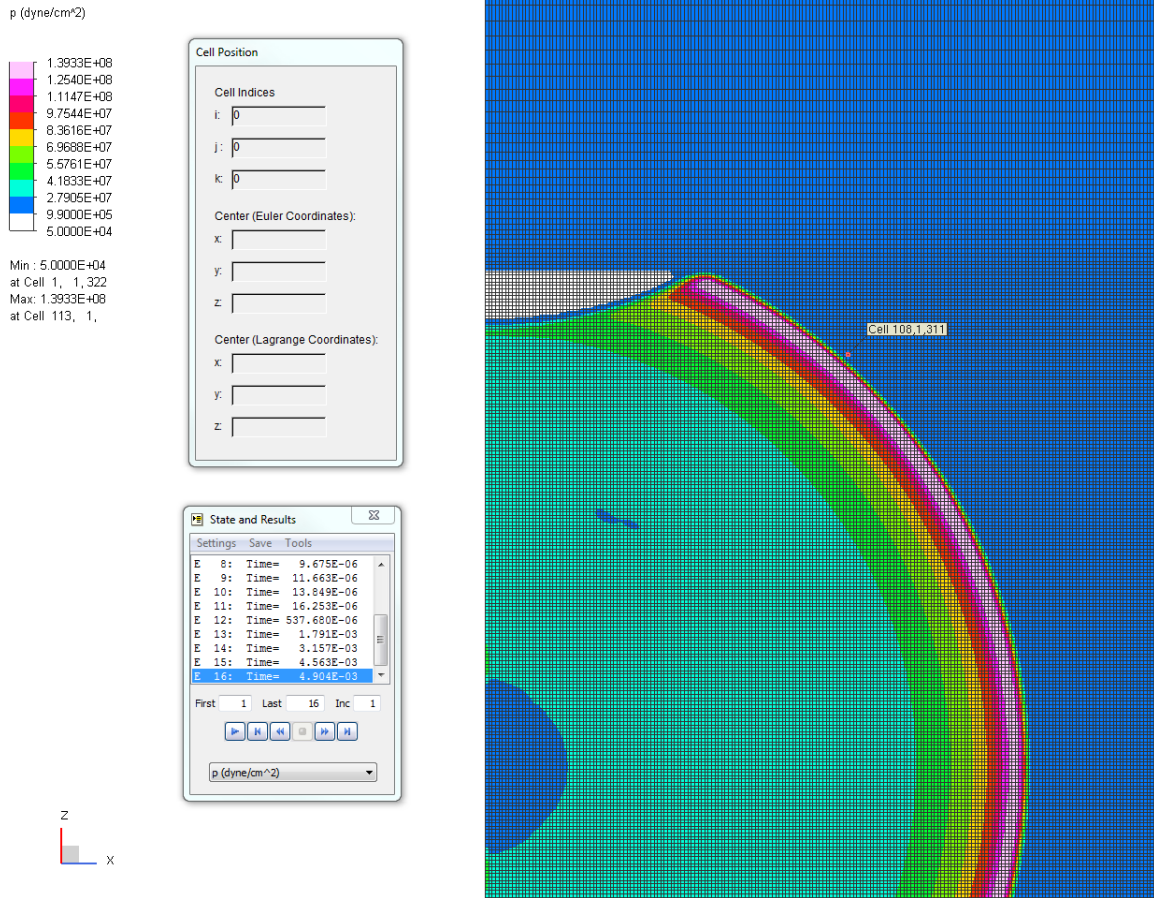 p (dyne/cm^2)
1.3933E+08
1.2540E+08
1.1147E+08
9.7544E+07
8.3616E+07
6.9688E+07
5.5761E+07
4.1833E+07
2.7905E+07
9.9000E+05
5.0000E+04
Min : 5.0000E+04
at Cell 1, 1, 322
Max: 1.3933E+08
at Cell 113, 1,
Cell Position
Cell Indices
i: 0
j: 0
k: 0
Center (Euler Coordinates):
x:
y:
z:
Center (Lagrange Coordinates):
x:
y:
z:
State and Results
Settings Save Tools
E 8: Time= 9.675E-06
E 9: Time= 11.663E-06
E 10: Time= 13.849E-06
E 11: Time= 16.253E-06
E 12: Time= 537.680E-06
E 13: Time= 1.791E-03
E 14: Time= 3.157E-03
E 15: Time= 4.563E-03
E 16: Time= 4.904E-03
First 1 Last 16 Inc 1
p (dyne/cm^2)
Cell 108,1,311
Z
X